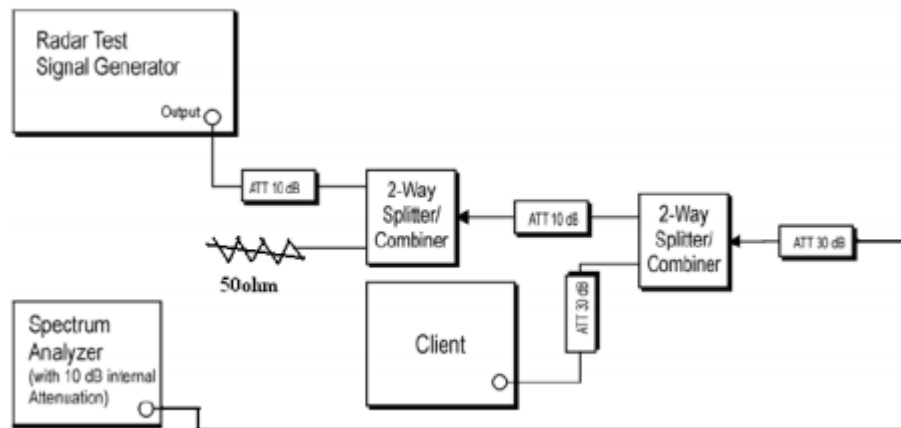 Radar Test
Signal Generator
Output
ATT 10 dB
2-Way
Splitter/
Combiner
ATT 10 dB
2-Way
Splitter/
Combiner
ATT 30 dB
50ohm
ATT 30 dB
Client
Spectrum
Analyzer
(with 10 dB internal
Attenuation)